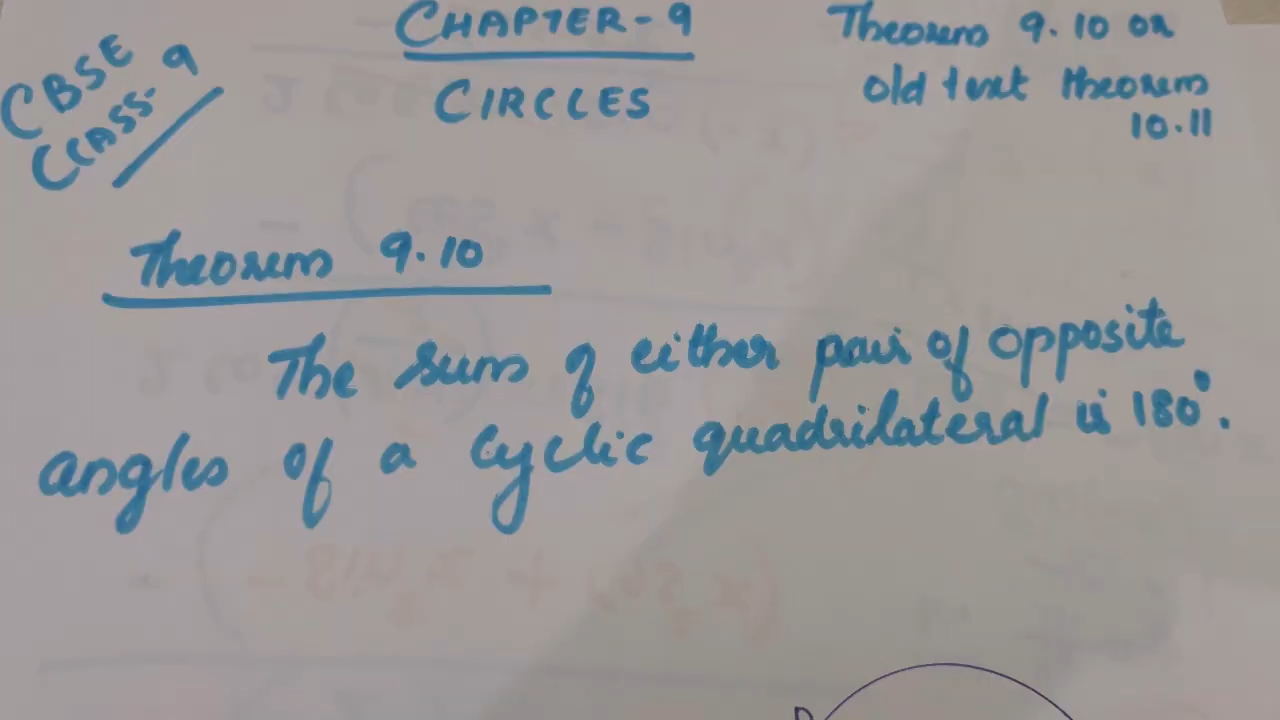 CBSE
CLASS. 9
CHAPTER-9
CIRCLES
Theorem 9.10 or
old text theorem
10.11
Theorem 9.10
The sum of either pair of opposite
angles of a cyclic quadrilateral is 180°.